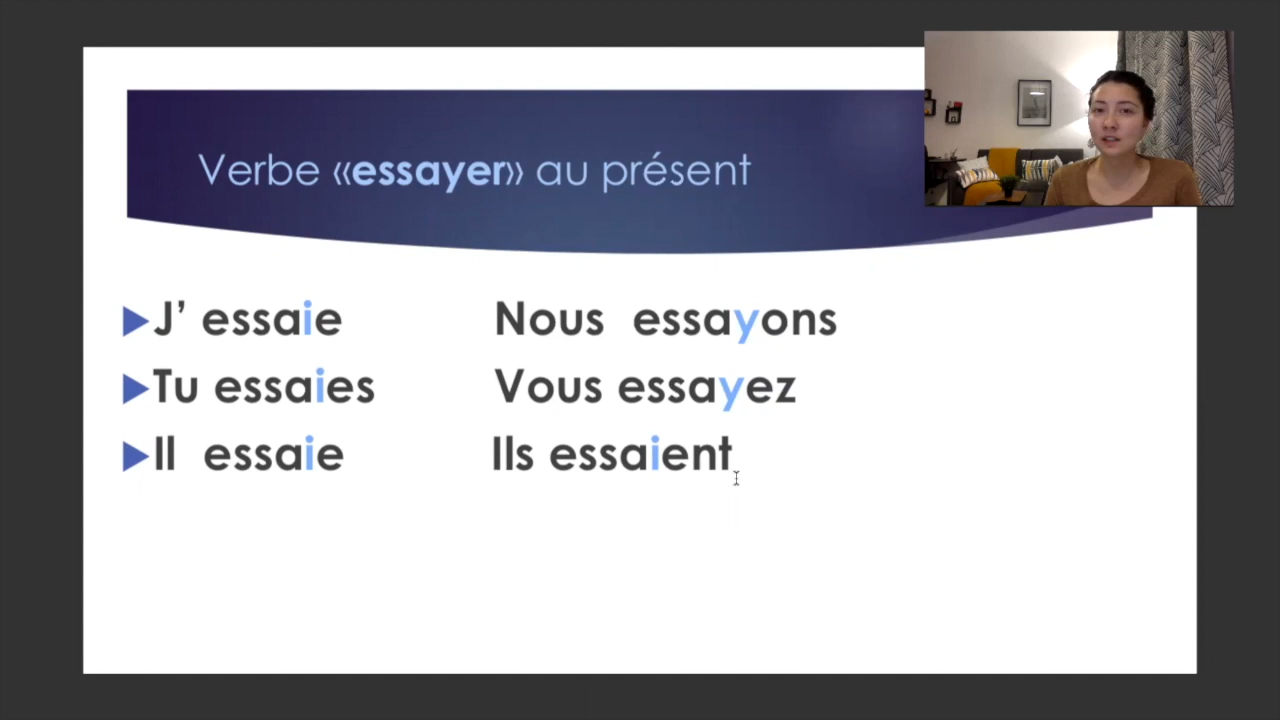 Verbe «essayer» au présent
J’ essaie Nous essayons
Tu essaies Vous essayez
Il essaie Ils essaient